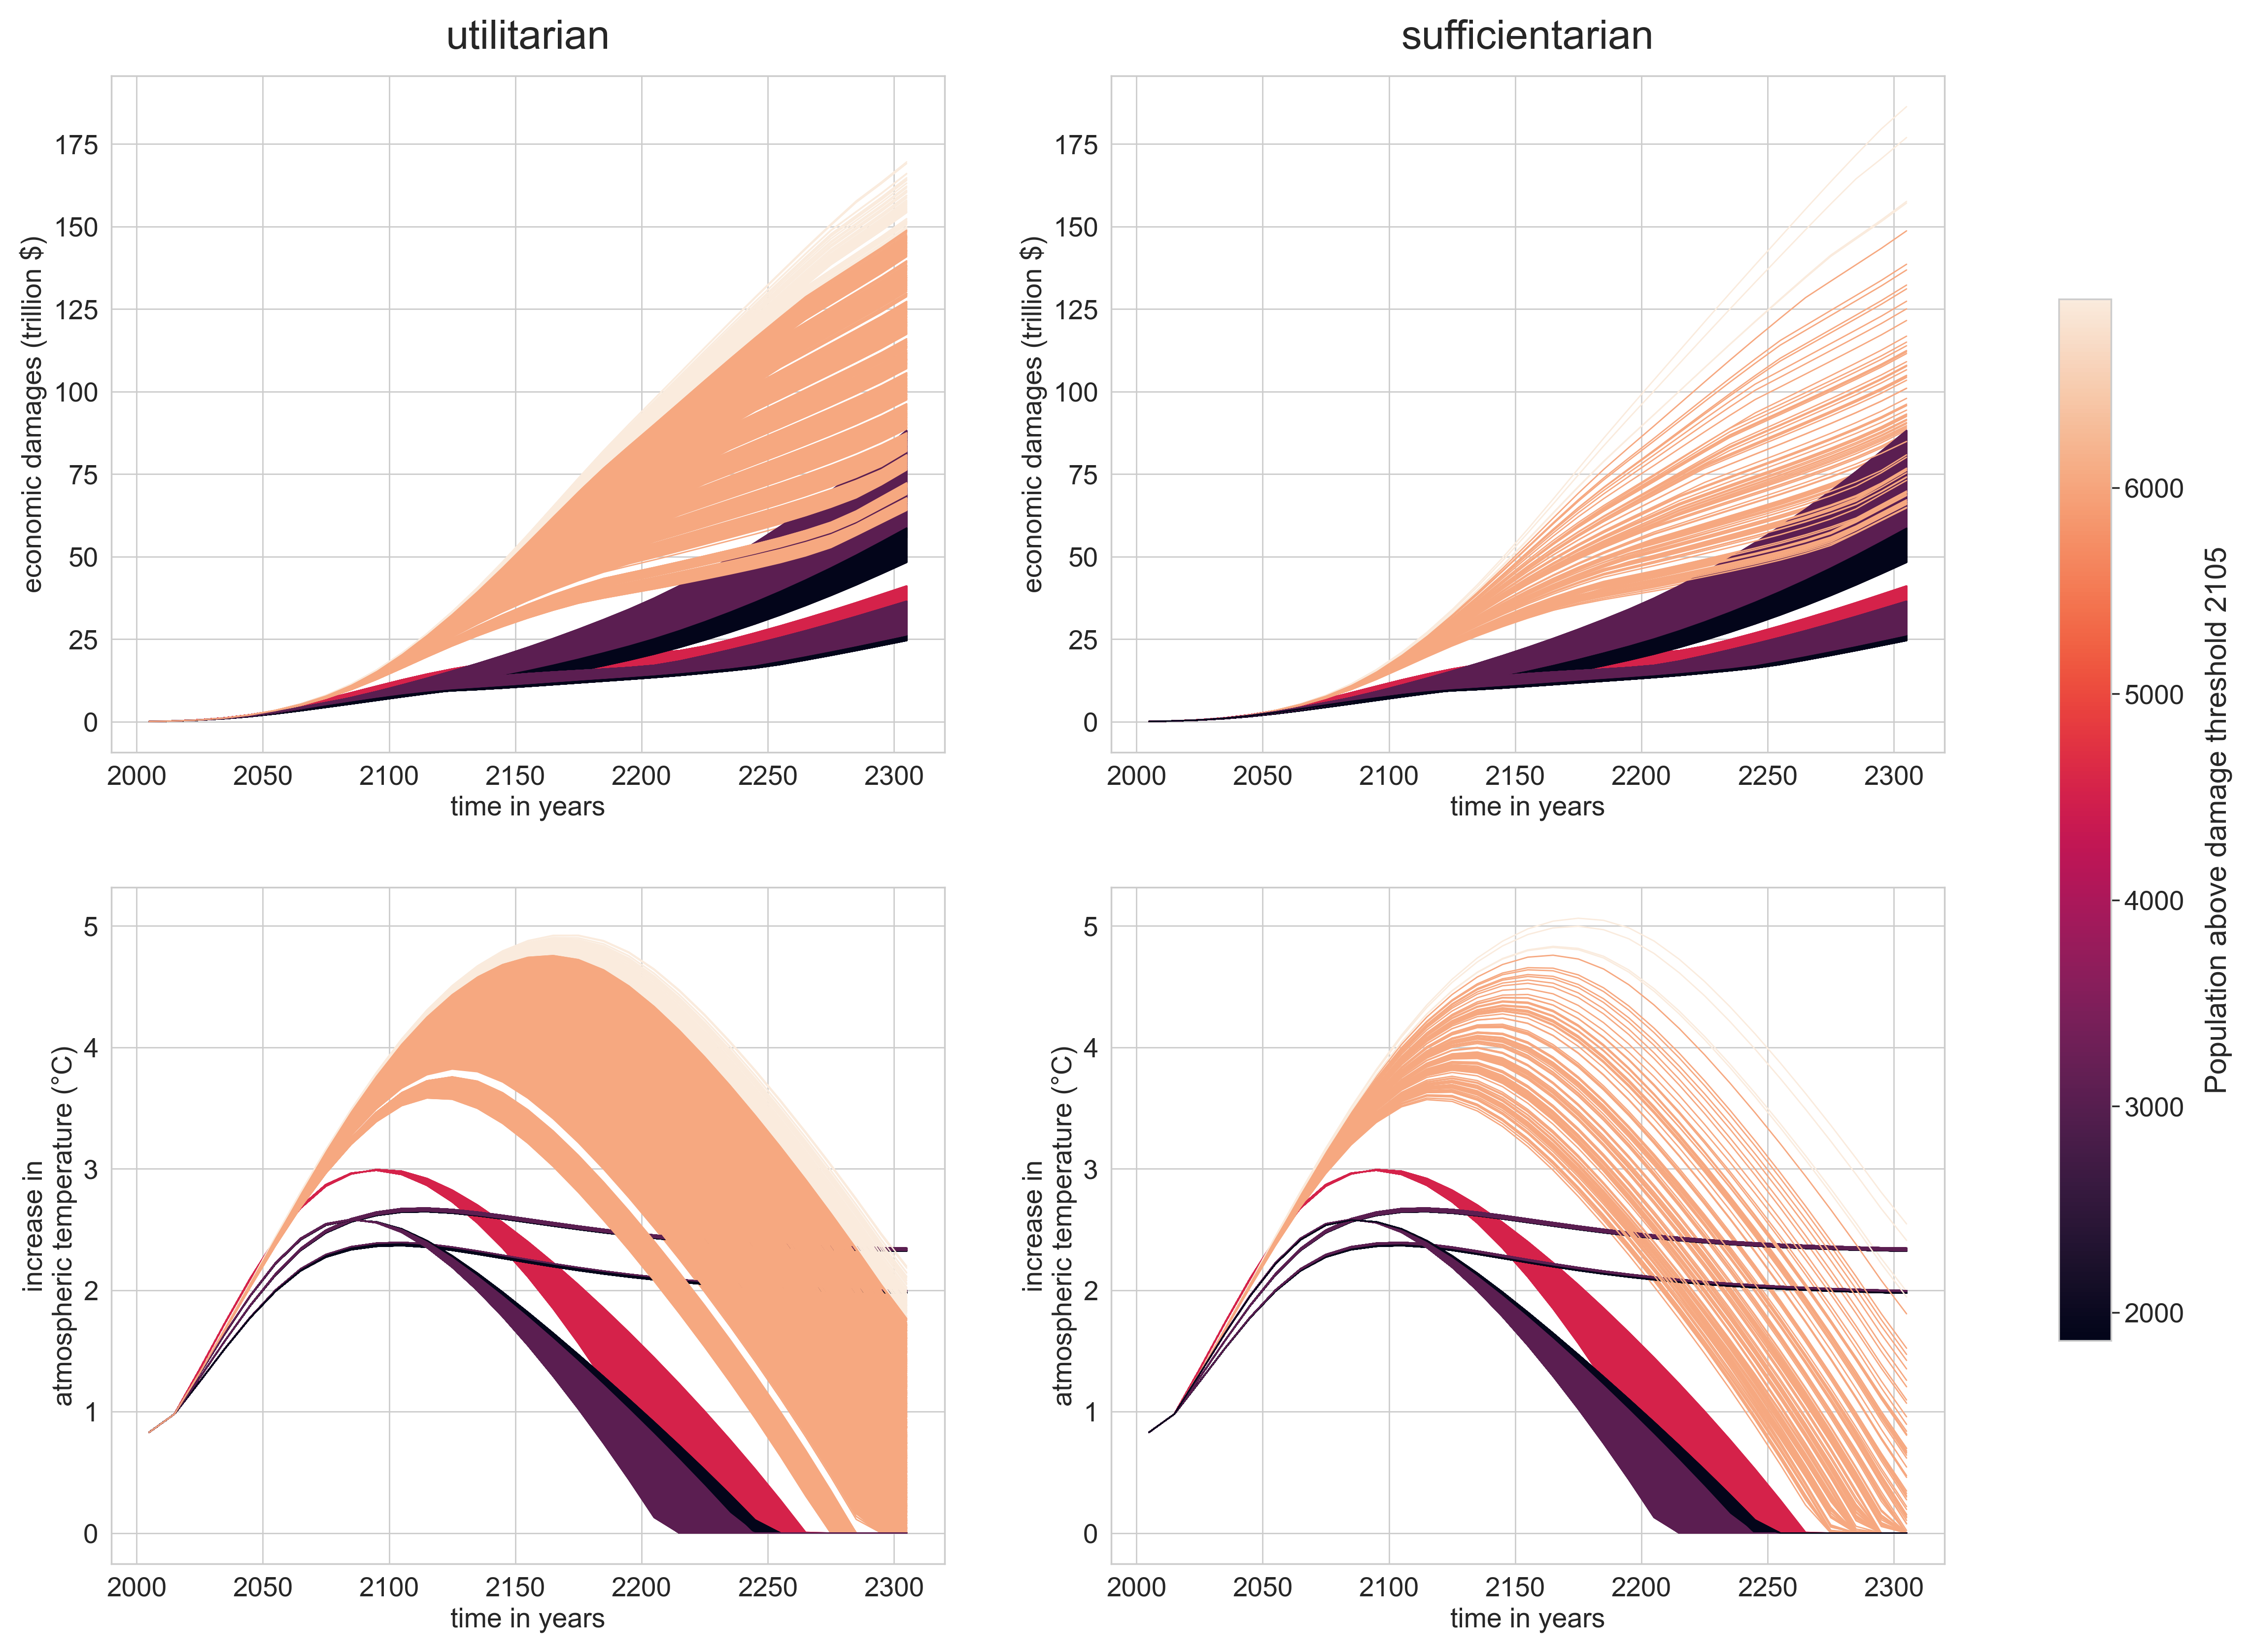 utilitarian
sufficientarian
175
150
125
100
75
50
25
0
economic damages (trillion $)
2000 2050 2100 2150 2200 2250 2300
time in years
175
150
125
100
75
50
25
0
economic damages (trillion $)
2000 2050 2100 2150 2200 2250 2300
time in years
5
4
3
2
1
0
increase in
atmospheric temperature (°C)
2000 2050 2100 2150 2200 2250 2300
time in years
5
4
3
2
1
0
increase in
atmospheric temperature (°C)
2000 2050 2100 2150 2200 2250 2300
time in years
6000
5000
4000
3000
2000
Population above damage threshold 2105